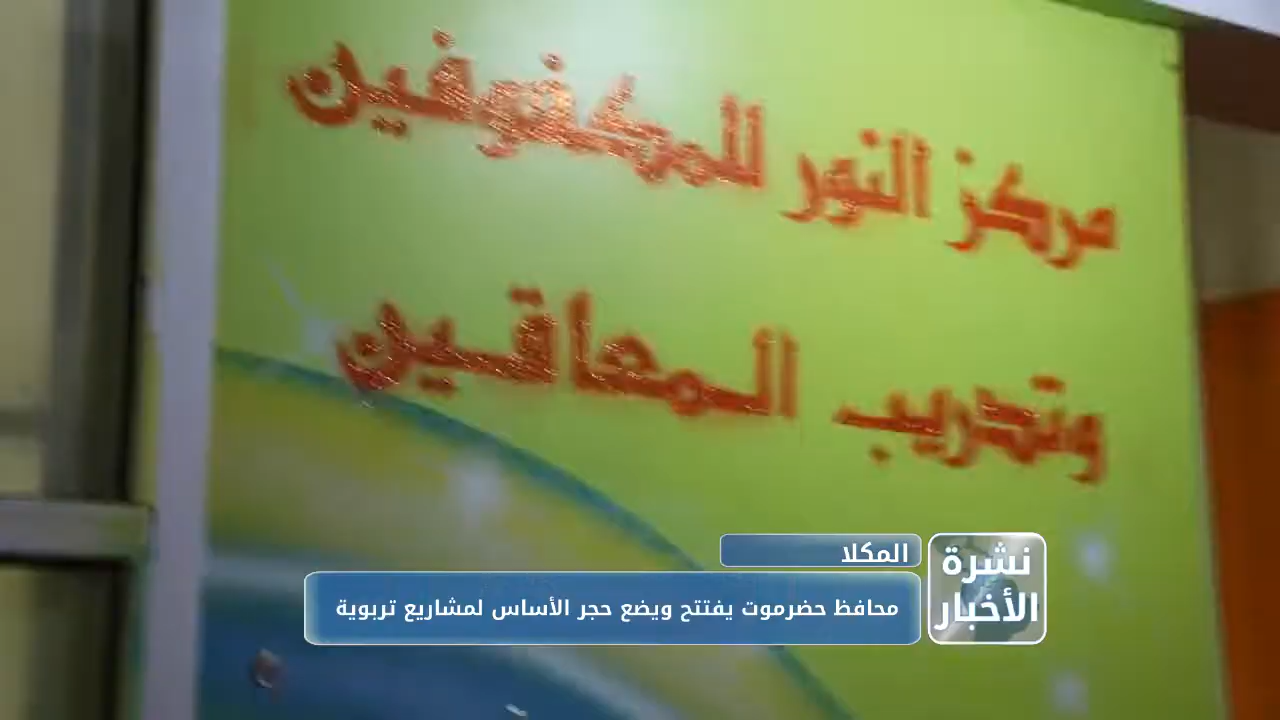 مركز النور للمكفوفين
وتدريب المعاقين
المكلا
محافظ حضرموت يفتتح ويضع حجر الأساس لمشاريع تربوية
نشرة
الأخبار